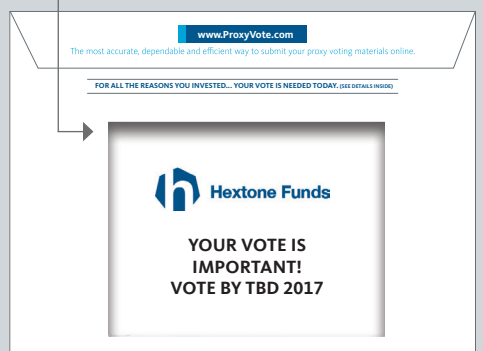 www.ProxyVote.com
The most accurate, dependable and efficient way to submit your proxy voting materials online.
FOR ALL THE REASONS YOU INVESTED... YOUR VOTE IS NEEDED TODAY. (SEE DETAILS INSIDE)
Hextone Funds
YOUR VOTE IS
IMPORTANT!
VOTE BY TBD 2017